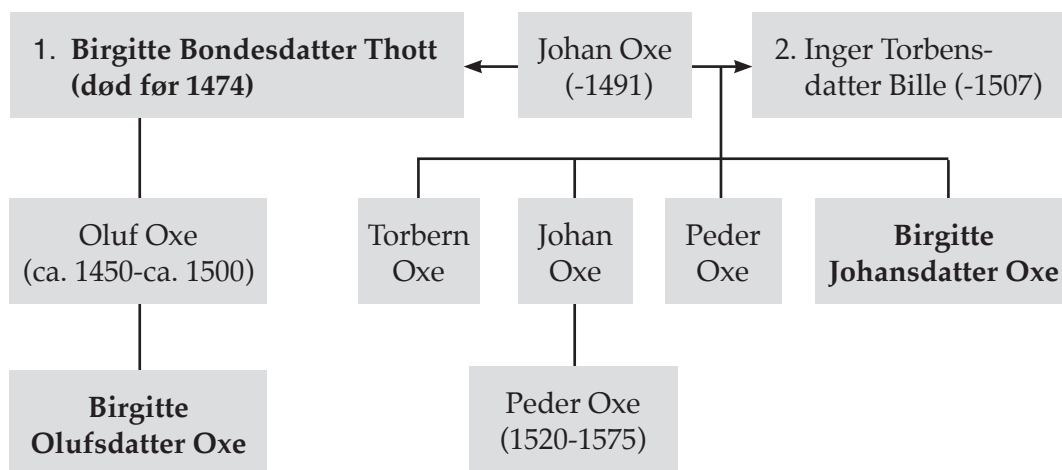 1. Birgitte Bondesdatter Thott
(død før 1474)
Johan Oxe
(-1491)
2. Inger Torbens-
datter Bille (-1507)
Oluf Oxe
(ca. 1450-ca. 1500)
Torbern
Oxe
Johan
Oxe
Peder
Oxe
Birgitte
Johansdatter Oxe
Birgitte
Olufsdatter Oxe
Peder Oxe
(1520-1575)